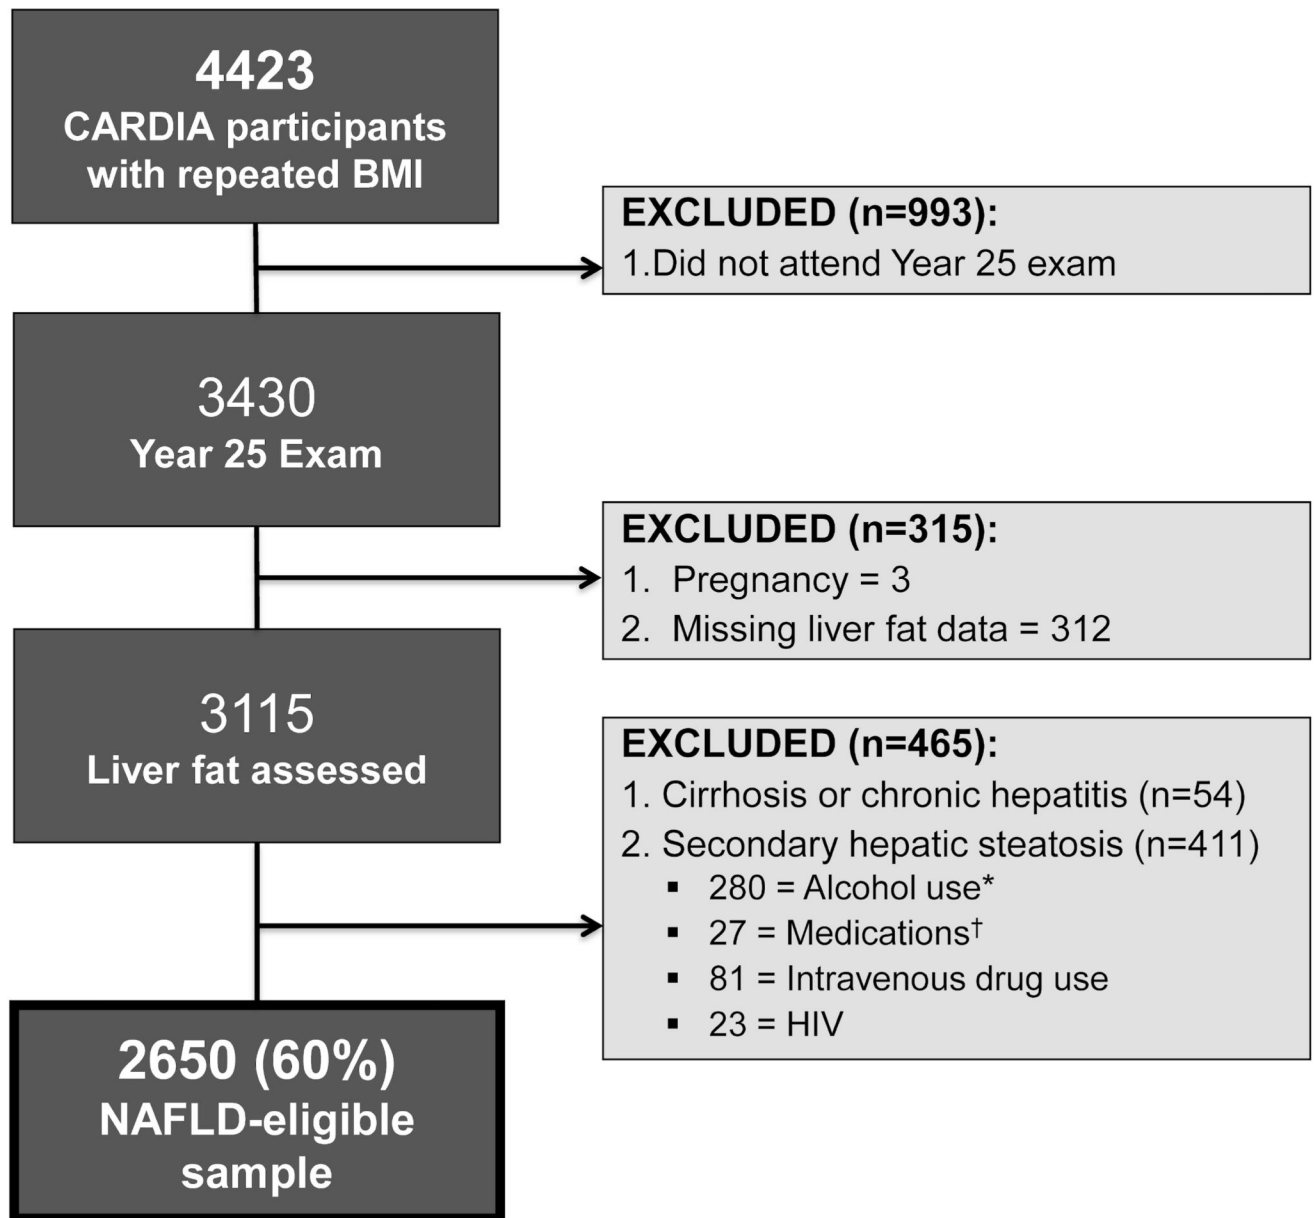 4423
CARDIA participants
with repeated BMI
EXCLUDED (n=993):
1.Did not attend Year 25 exam
3430
Year 25 Exam
EXCLUDED (n=315):
1. Pregnancy = 3
2. Missing liver fat data = 312
3115
Liver fat assessed
EXCLUDED (n=465):
1. Cirrhosis or chronic hepatitis (n=54)
2. Secondary hepatic steatosis (n=411)
▪ 280 = Alcohol use*
▪ 27 = Medications†
▪ 81 = Intravenous drug use
▪ 23 = HIV
2650 (60%)
NAFLD-eligible
sample